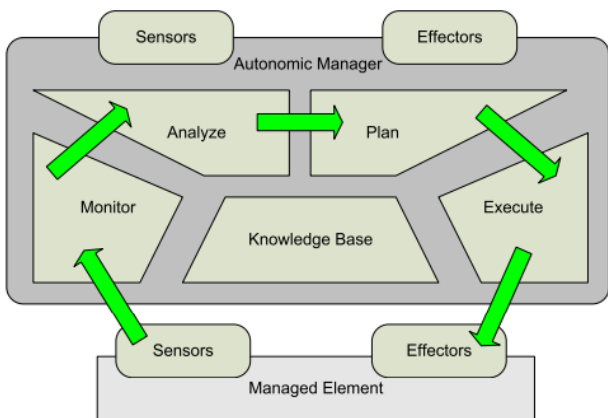 Sensors
Effectors
Autonomic Manager
Analyze
Plan
Monitor
Execute
Knowledge Base
Sensors
Effectors
Managed Element